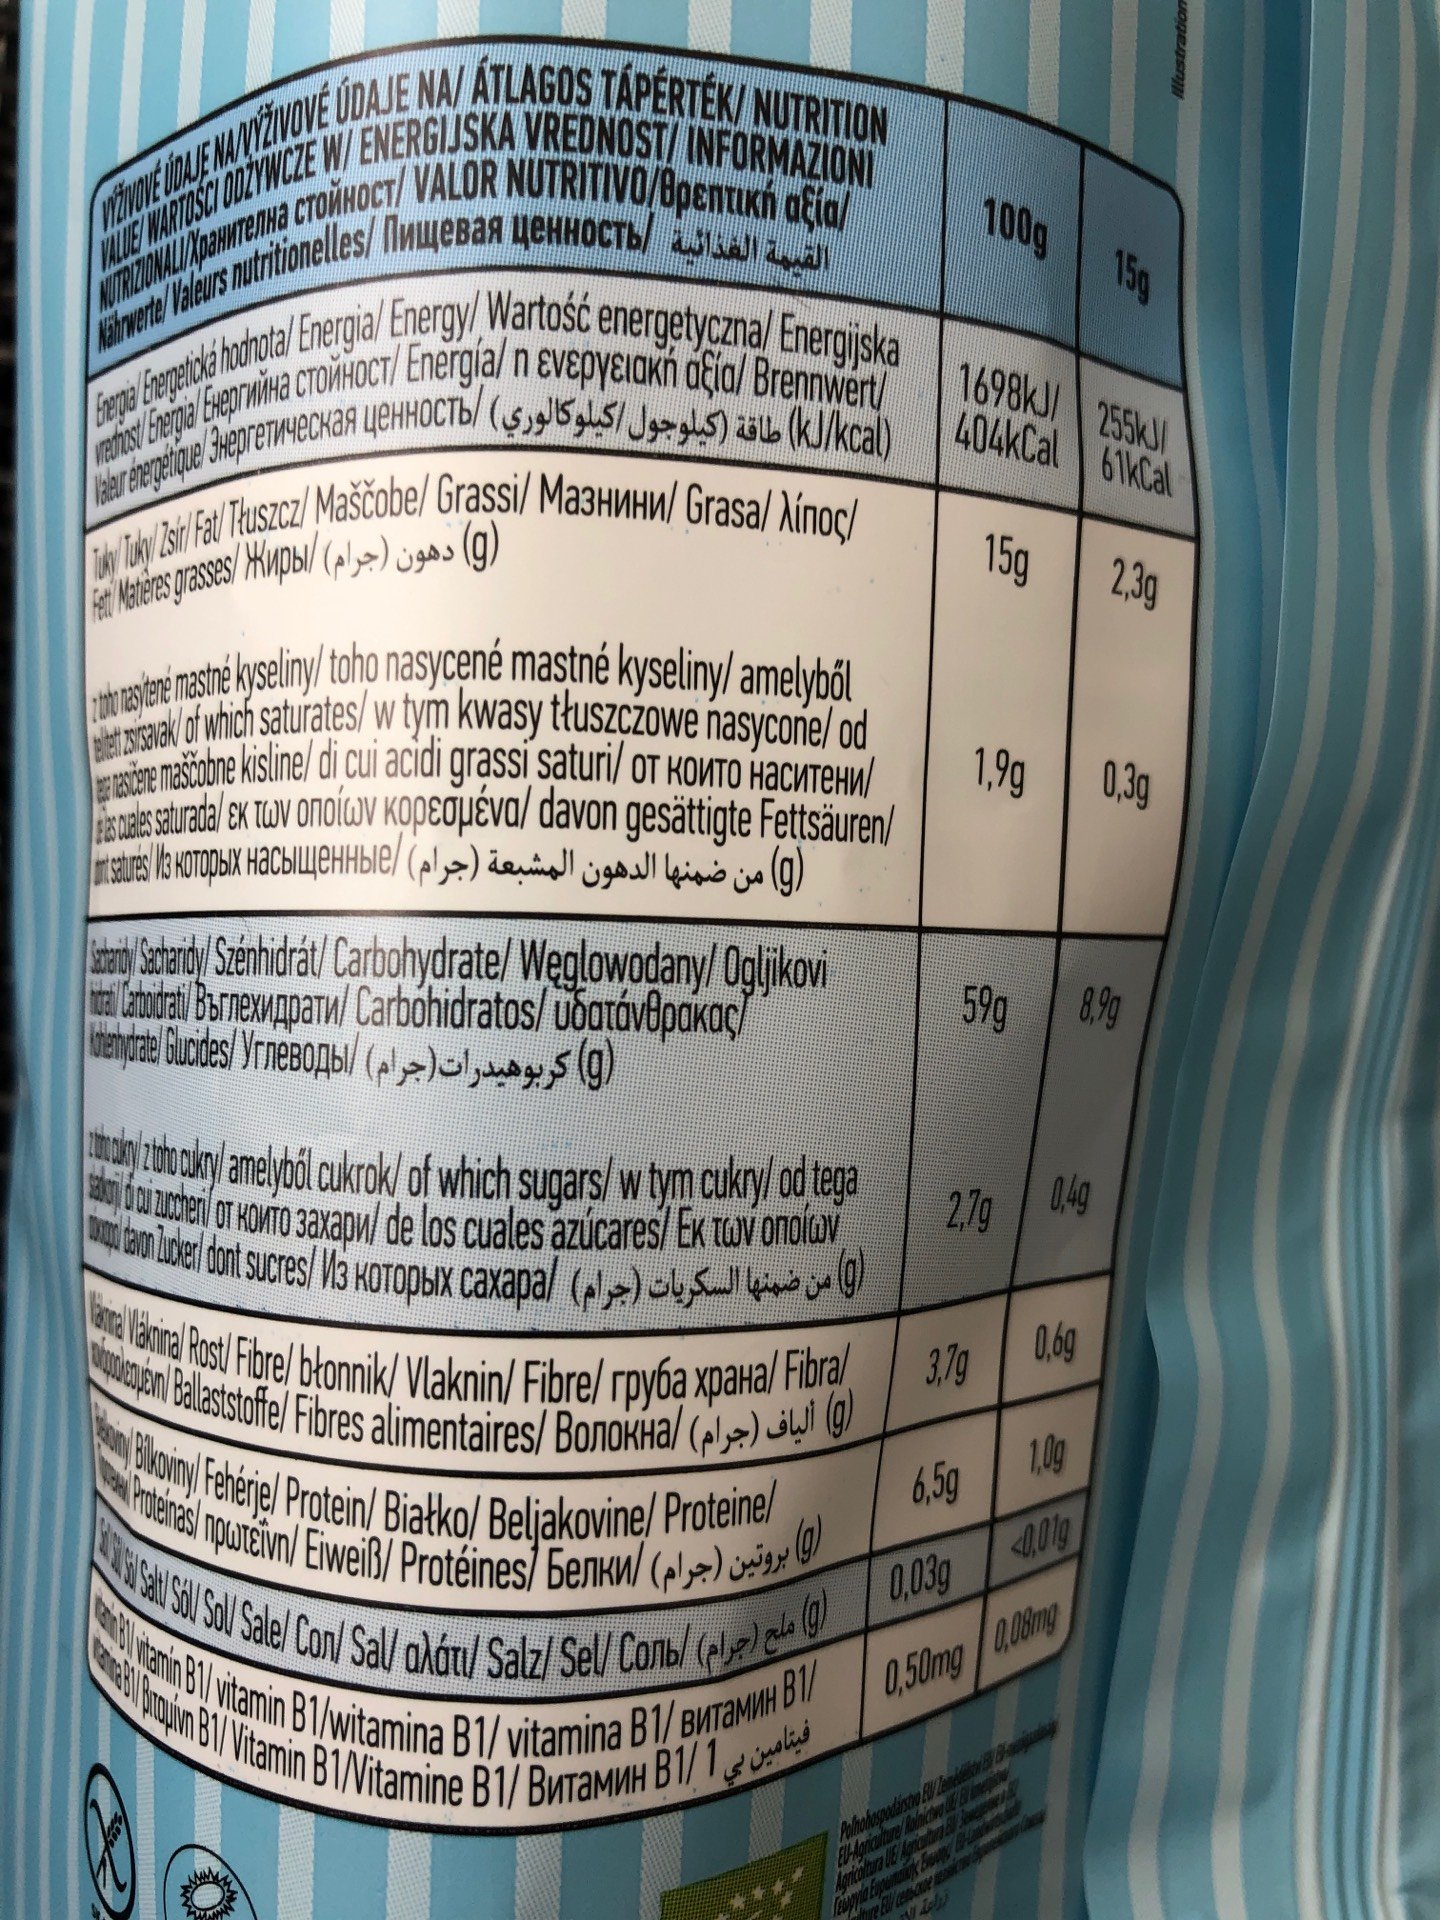 VÝŽIVOVÉ ÚDAJE NA/VÝŽIVOVÉ ÚDAJE NA/ ÁTLAGOS TÁPÉRTÉK/ NUTRITION
VALUE/ WARTOŚCI ODŻYWCZE W/ ENERGIJSKA VREDNOST/ INFORMAZIONI
NUTRIZIONALI/Хранителна стойност/ VALOR NUTRITIVO/θρεπτική αξία/
Nährwerte/ Valeurs nutritionelles/ Пищевая ценность/ القيمة الغذائية
100g
15g
Energia/ Energetická hodnota/ Energia/ Energy/ Wartość energetyczna/ Energijska
vrednost/ Energia/ Енергийна стойност/ Energía/ η ενεργειακή αξία/ Brennwert/
Valeur énergétique/ Энергетическая ценность/ (كيلوجول/كيلوكالوري) طاقة (kJ/kcal)
1698kJ/
404kCal
255kJ/
61kCal
Tuky/ Tuky/ Zsír/ Fat/ Tłuszcz/ Maščobe/ Grassi/ Мазнини/ Grasa/ λίπος/
Fett/ Matières grasses/ Жиры/ دهون (جرام) (g)
15g
2,3g
z toho nasýtené mastné kyseliny/ toho nasycené mastné kyseliny/ amelyből
telített zsírsavak/ of which saturates/ w tym kwasy tłuszczowe nasycone/ od
tega nasičene maščobne kisline/ di cui acidi grassi saturi/ от които наситени/
de las cuales saturada/ εκ των οποίων κορεσμένα/ davon gesättigte Fettsäuren/
dont saturés/ Из которых насыщенные/ من ضمنها الدهون المشبعة (جرام) (g)
1,9g
0,3g
Sacharidy/ Sacharidy/ Szénhidrát/ Carbohydrate/ Węglowodany/ Ogljikovi
hidrati/ Carboidrati/ Въглехидрати/ Carbohidratos/ υδατάνθρακας/
Kohlenhydrate/ Glucides/ Углеводы/ كربوهيدرات(جرام) (g)
59g
8,9g
z toho cukry/ z toho cukry/ amelyből cukrok/ of which sugars/ w tym cukry/ od tega
sladkorji/ di cui zuccheri/ от които захари/ de los cuales azúcares/ Εκ των οποίων
davon Zucker/ dont sucres/ Из которых сахара/ من ضمنها السكريات (جرام) (g)
2,7g
0,4g
Vláknina/ Vláknina/ Rost/ Fibre/ błonnik/ Vlaknin/ Fibre/ груба храна/ Fibra/
Ballaststoffe/ Fibres alimentaires/ Волокна/ ألياف (جرام) (g)
3,7g
0,6g
Bielkoviny/ Bílkoviny/ Fehérje/ Protein/ Białko/ Beljakovine/ Proteine/
Протеини/ Proteínas/ πρωτεΐνη/ Eiweiß/ Protéines/ Белки/ بروتين (جرام) (g)
6,5g
1,0g
Soľ/ Sůl/ Só/ Salt/ Sól/ Sol/ Sale/ Сол/ Sal/ αλάτι/ Salz/ Sel/ Соль/ ملح (جرام) (g)
0,03g
<0,01g
vitamín B1/ vitamín B1/ vitamin B1/witamina B1/ vitamina B1/ витамин B1/
vitamina B1/ βιταμίνη B1/ Vitamin B1/Vitamine B1/ Витамин B1/ فيتامين بي 1
0,50mg
0,08mg
Illustration